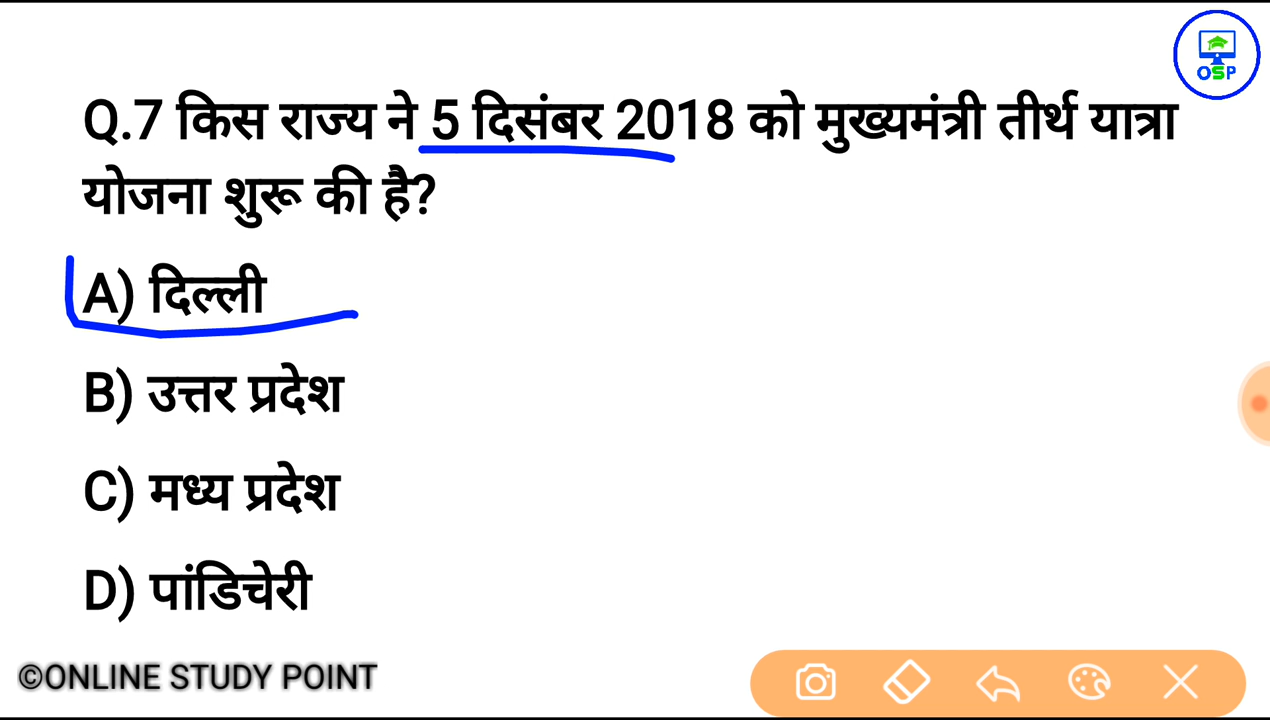 OSP
Q.7 किस राज्य ने 5 दिसंबर 2018 को मुख्यमंत्री तीर्थ यात्रा
योजना शुरू की है?
A) दिल्ली
B) उत्तर प्रदेश
C) मध्य प्रदेश
D) पांडिचेरी
©ONLINE STUDY POINT